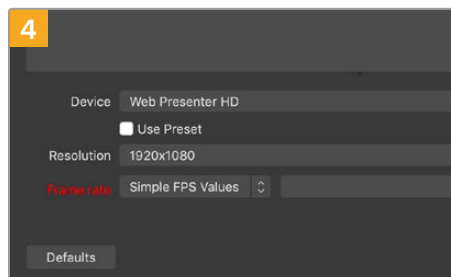 4
Device Web Presenter HD
Use Preset
Resolution 1920x1080
Frame rate Simple FPS Values
Defaults